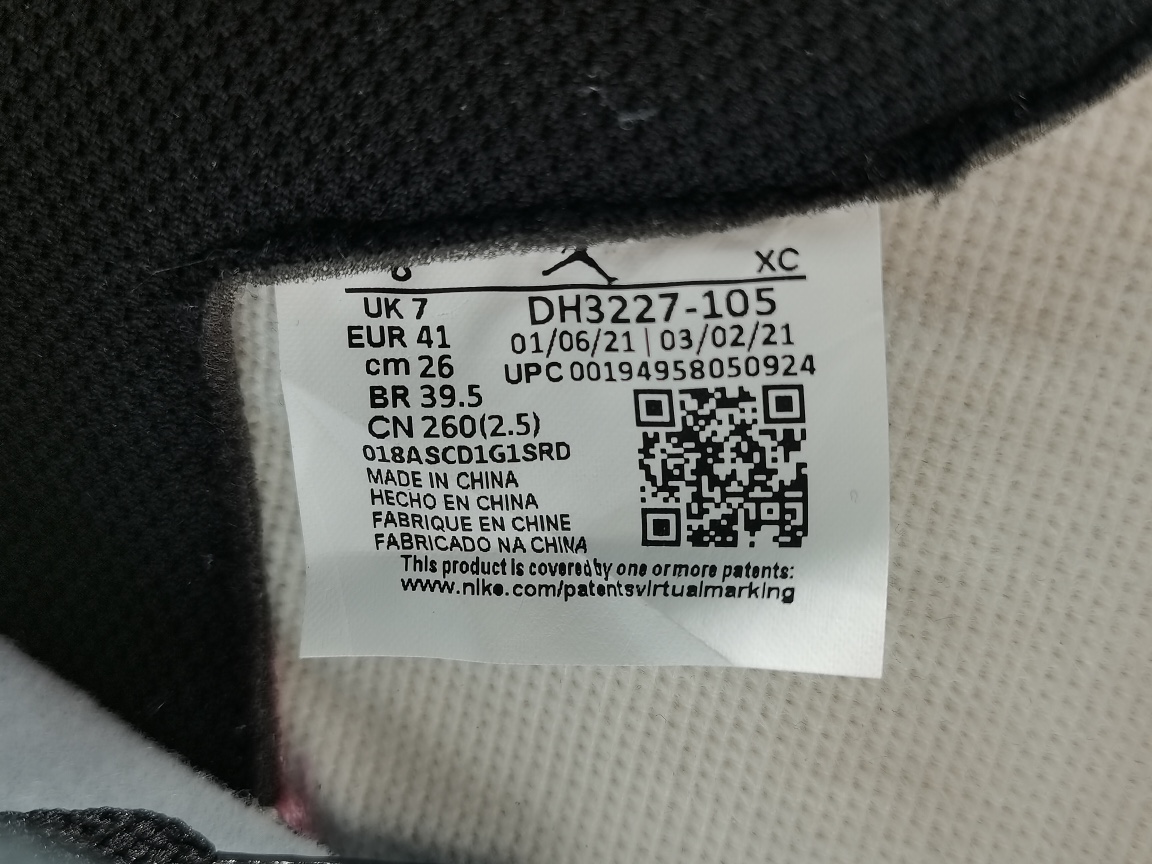 XC
UK 7
DH3227-105
EUR 41
01/06/21 | 03/02/21
cm 26
UPC 00194958050924
BR 39.5
CN 260(2.5)
018ASCD1G1SRD
MADE IN CHINA
HECHO EN CHINA
FABRIQUE EN CHINE
FABRICADO NA CHINA
This product is covered by one or more patents:
www.nike.com/patentsvirtualmarking